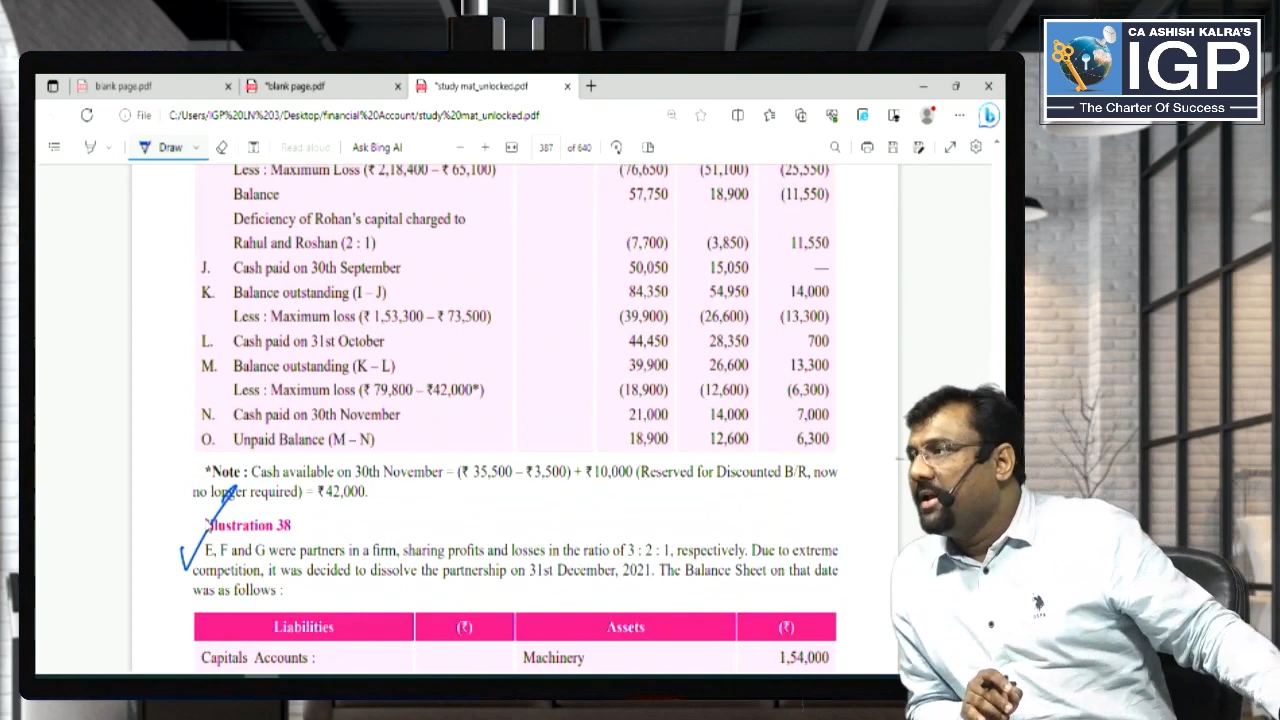 CA ASHISH KALRA'S
IGP
The Charter Of Success
blank page.pdf
*blank page.pdf
*study mat_unlocked.pdf
File C:/Users/IGP%20LN%203/Desktop/financial%20Account/study%20mat_unlocked.pdf
Draw Read aloud Ask Bing AI 387 of 640
Less : Maximum Loss (₹ 2,18,400 – ₹ 65,100) (76,650) (51,100) (25,550)
Balance 57,750 18,900 (11,550)
Deficiency of Rohan's capital charged to
Rahul and Roshan (2 : 1) (7,700) (3,850) 11,550
J. Cash paid on 30th September 50,050 15,050 —
K. Balance outstanding (I – J) 84,350 54,950 14,000
Less : Maximum loss (₹ 1,53,300 – ₹ 73,500) (39,900) (26,600) (13,300)
L. Cash paid on 31st October 44,450 28,350 700
M. Balance outstanding (K – L) 39,900 26,600 13,300
Less : Maximum loss (₹ 79,800 – ₹42,000*) (18,900) (12,600) (6,300)
N. Cash paid on 30th November 21,000 14,000 7,000
O. Unpaid Balance (M – N) 18,900 12,600 6,300
*Note : Cash available on 30th November = (₹ 35,500 – ₹3,500) + ₹10,000 (Reserved for Discounted B/R, now
no longer required) = ₹42,000.
Illustration 38
E, F and G were partners in a firm, sharing profits and losses in the ratio of 3 : 2 : 1, respectively. Due to extreme
competition, it was decided to dissolve the partnership on 31st December, 2021. The Balance Sheet on that date
was as follows :
Liabilities (₹) Assets (₹)
Capitals Accounts : Machinery 1,54,000